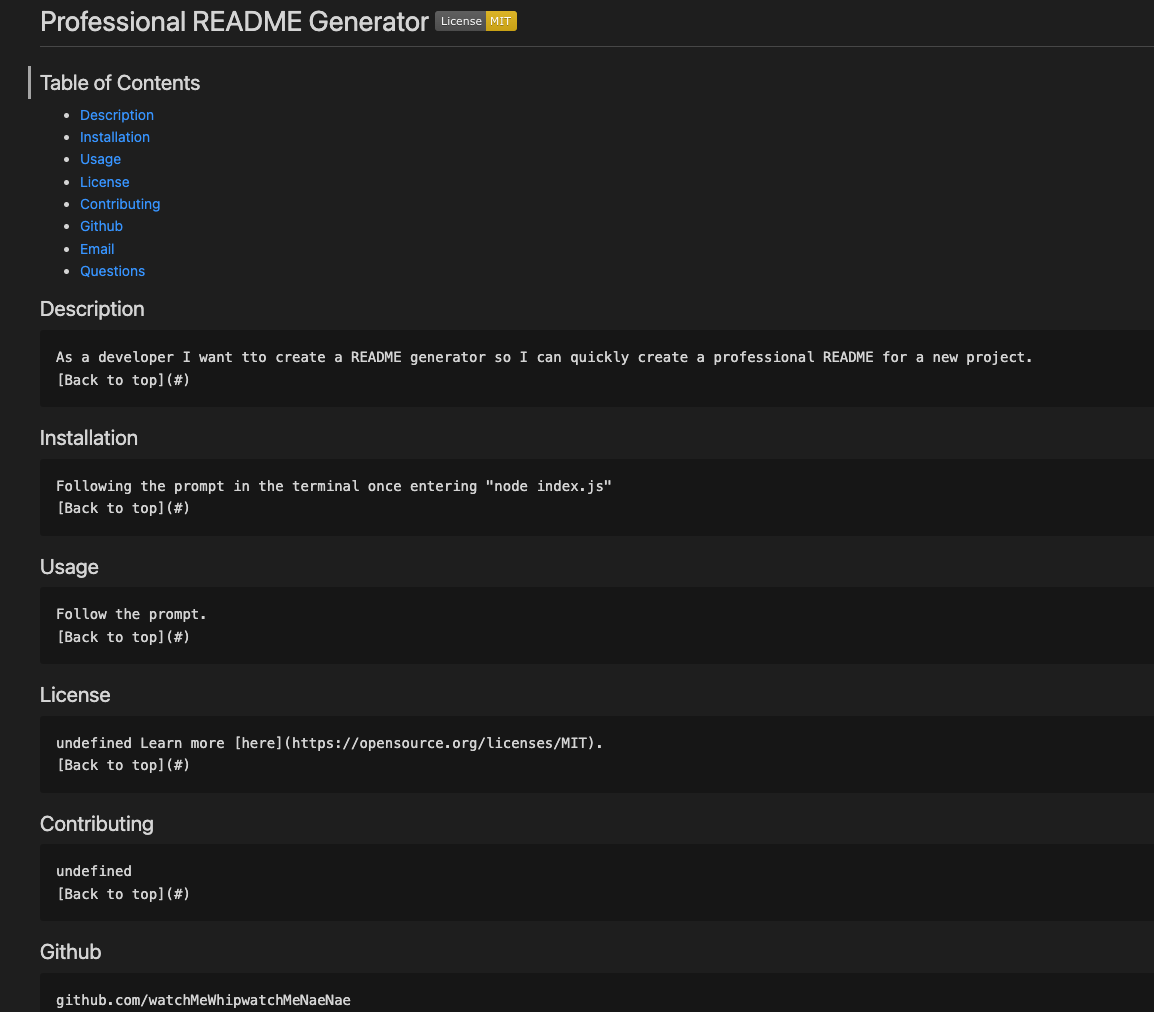 Professional README Generator License MIT
Table of Contents
Description
Installation
Usage
License
Contributing
Github
Email
Questions
Description
As a developer I want tto create a README generator so I can quickly create a professional README for a new project.
[Back to top](#)
Installation
Following the prompt in the terminal once entering "node index.js"
[Back to top](#)
Usage
Follow the prompt.
[Back to top](#)
License
undefined Learn more [here](https://opensource.org/licenses/MIT).
[Back to top](#)
Contributing
undefined
[Back to top](#)
Github
github.com/watchMeWhipwatchMeNaeNae